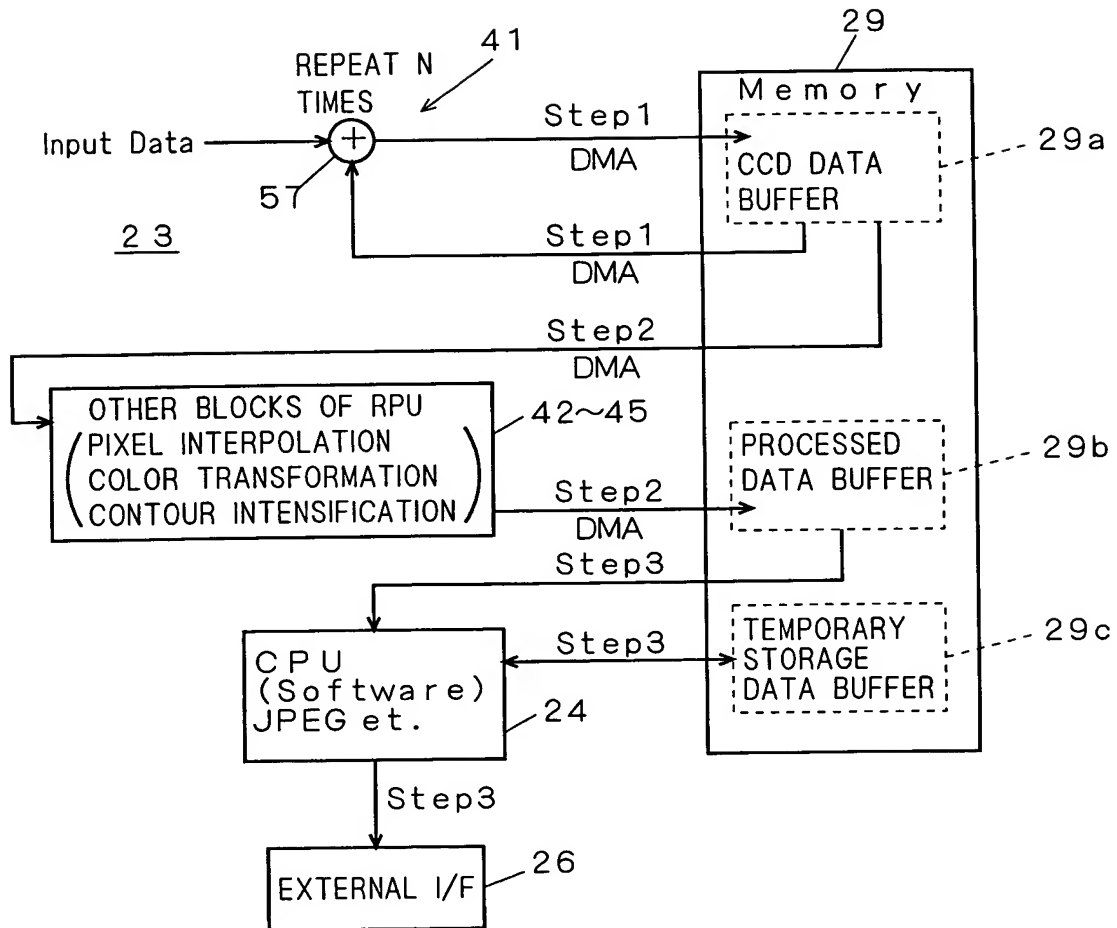 29
41
REPEAT N
TIMES
Memory
Input Data
+
Step1
DMA
CCD DATA
BUFFER
29a
57
23
Step1
DMA
Step2
DMA
OTHER BLOCKS OF RPU
PIXEL INTERPOLATION
COLOR TRANSFORMATION
CONTOUR INTENSIFICATION
42~45
PROCESSED
DATA BUFFER
29b
Step2
DMA
Step3
CPU
(Software)
JPEG et.
24
Step3
TEMPORARY
STORAGE
DATA BUFFER
29c
Step3
EXTERNAL I/F
26